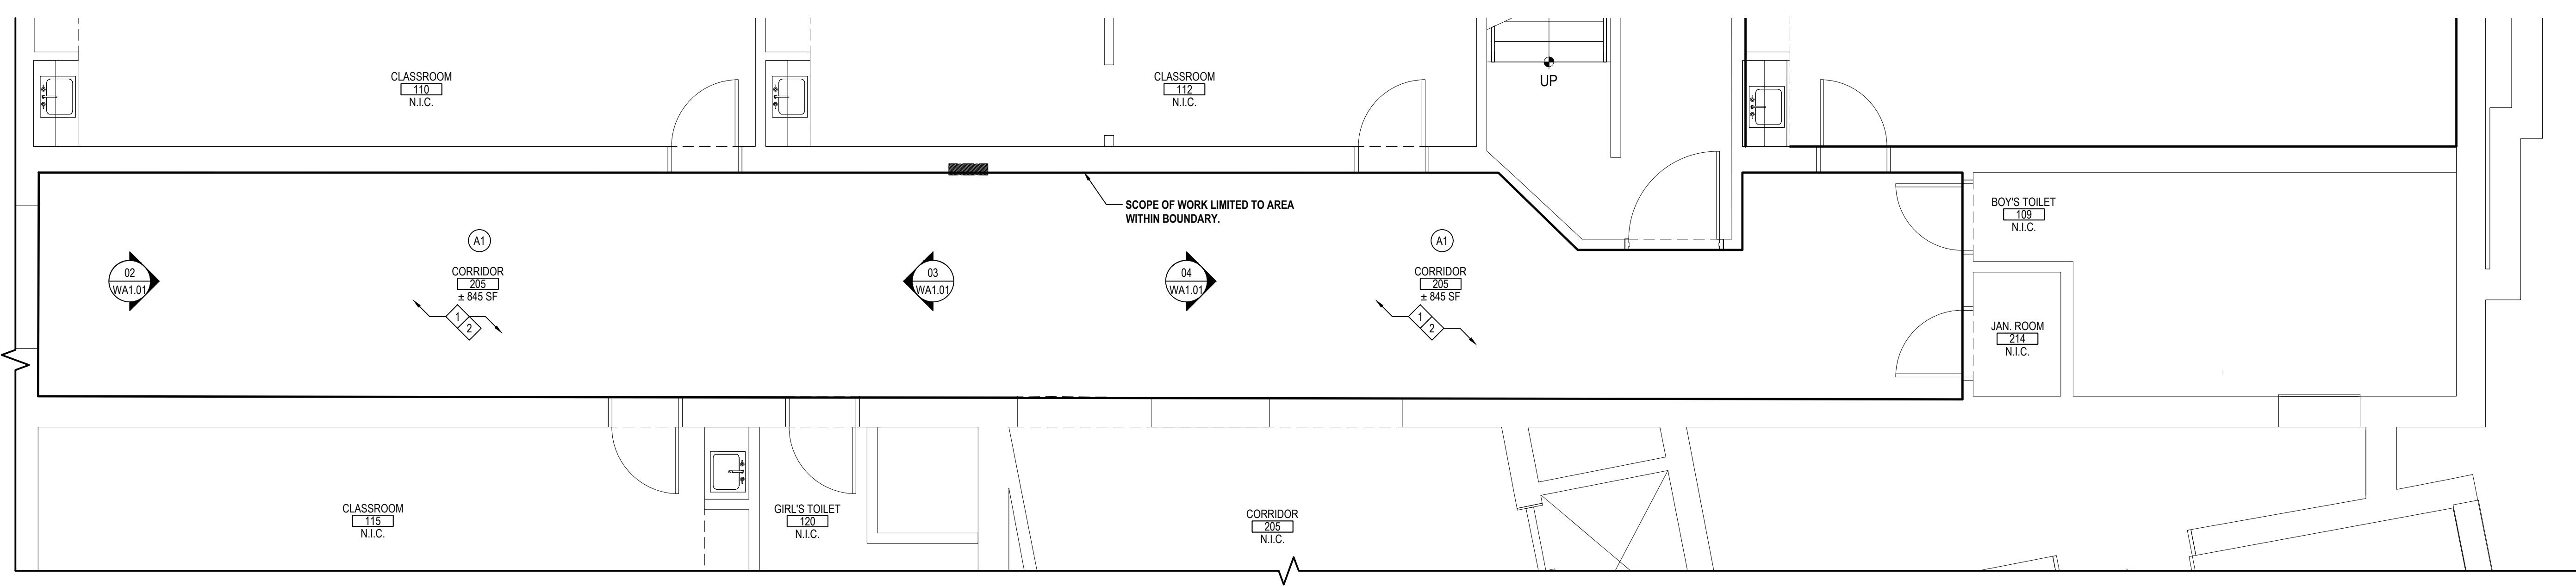 CLASSROOM
110
N.I.C.
CLASSROOM
112
N.I.C.
UP
SCOPE OF WORK LIMITED TO AREA
WITHIN BOUNDARY.
BOY'S TOILET
109
N.I.C.
A1
A1
02
WA1.01
CORRIDOR
205
± 845 SF
1
2
03
WA1.01
04
WA1.01
CORRIDOR
205
± 845 SF
1
2
JAN. ROOM
214
N.I.C.
CLASSROOM
115
N.I.C.
GIRL'S TOILET
120
N.I.C.
CORRIDOR
205
N.I.C.